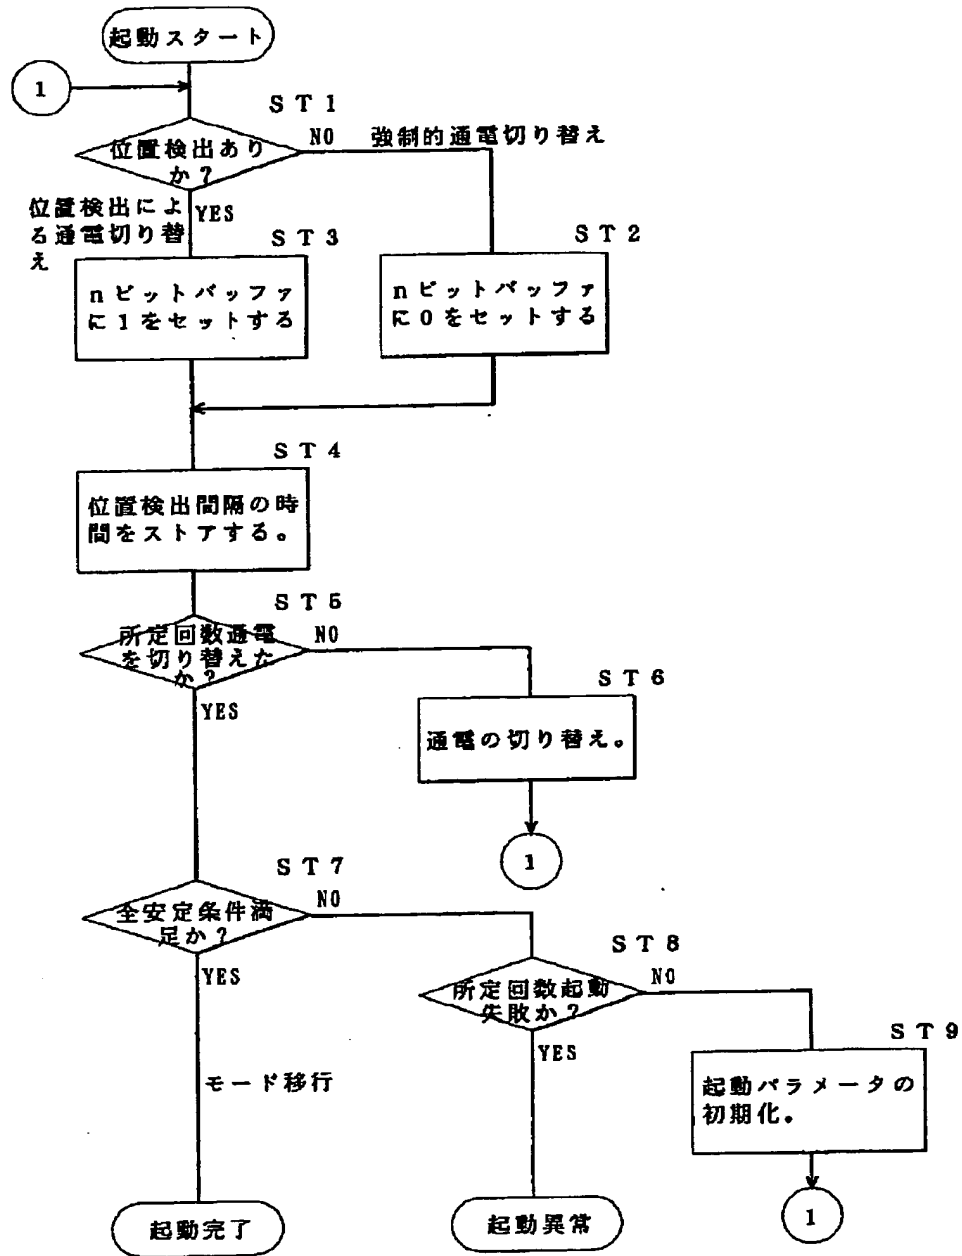 起動スタート
1
ST1
位置検出あり
か?
NO
強制的通電切り替え
YES
位置検出によ
る通電切り替
え
ST3
nビットバッファ
に1をセットする
ST2
nビットバッファ
に0をセットする
ST4
位置検出間隔の時
間をストアする。
ST5
所定回数通電
を切り替えた
か?
NO
YES
ST6
通電の切り替え。
1
ST7
全安定条件満
足か?
NO
YES
ST8
所定回数起動
失敗か?
NO
YES
ST9
起動パラメータの
初期化。
1
モード移行
起動完了
起動異常